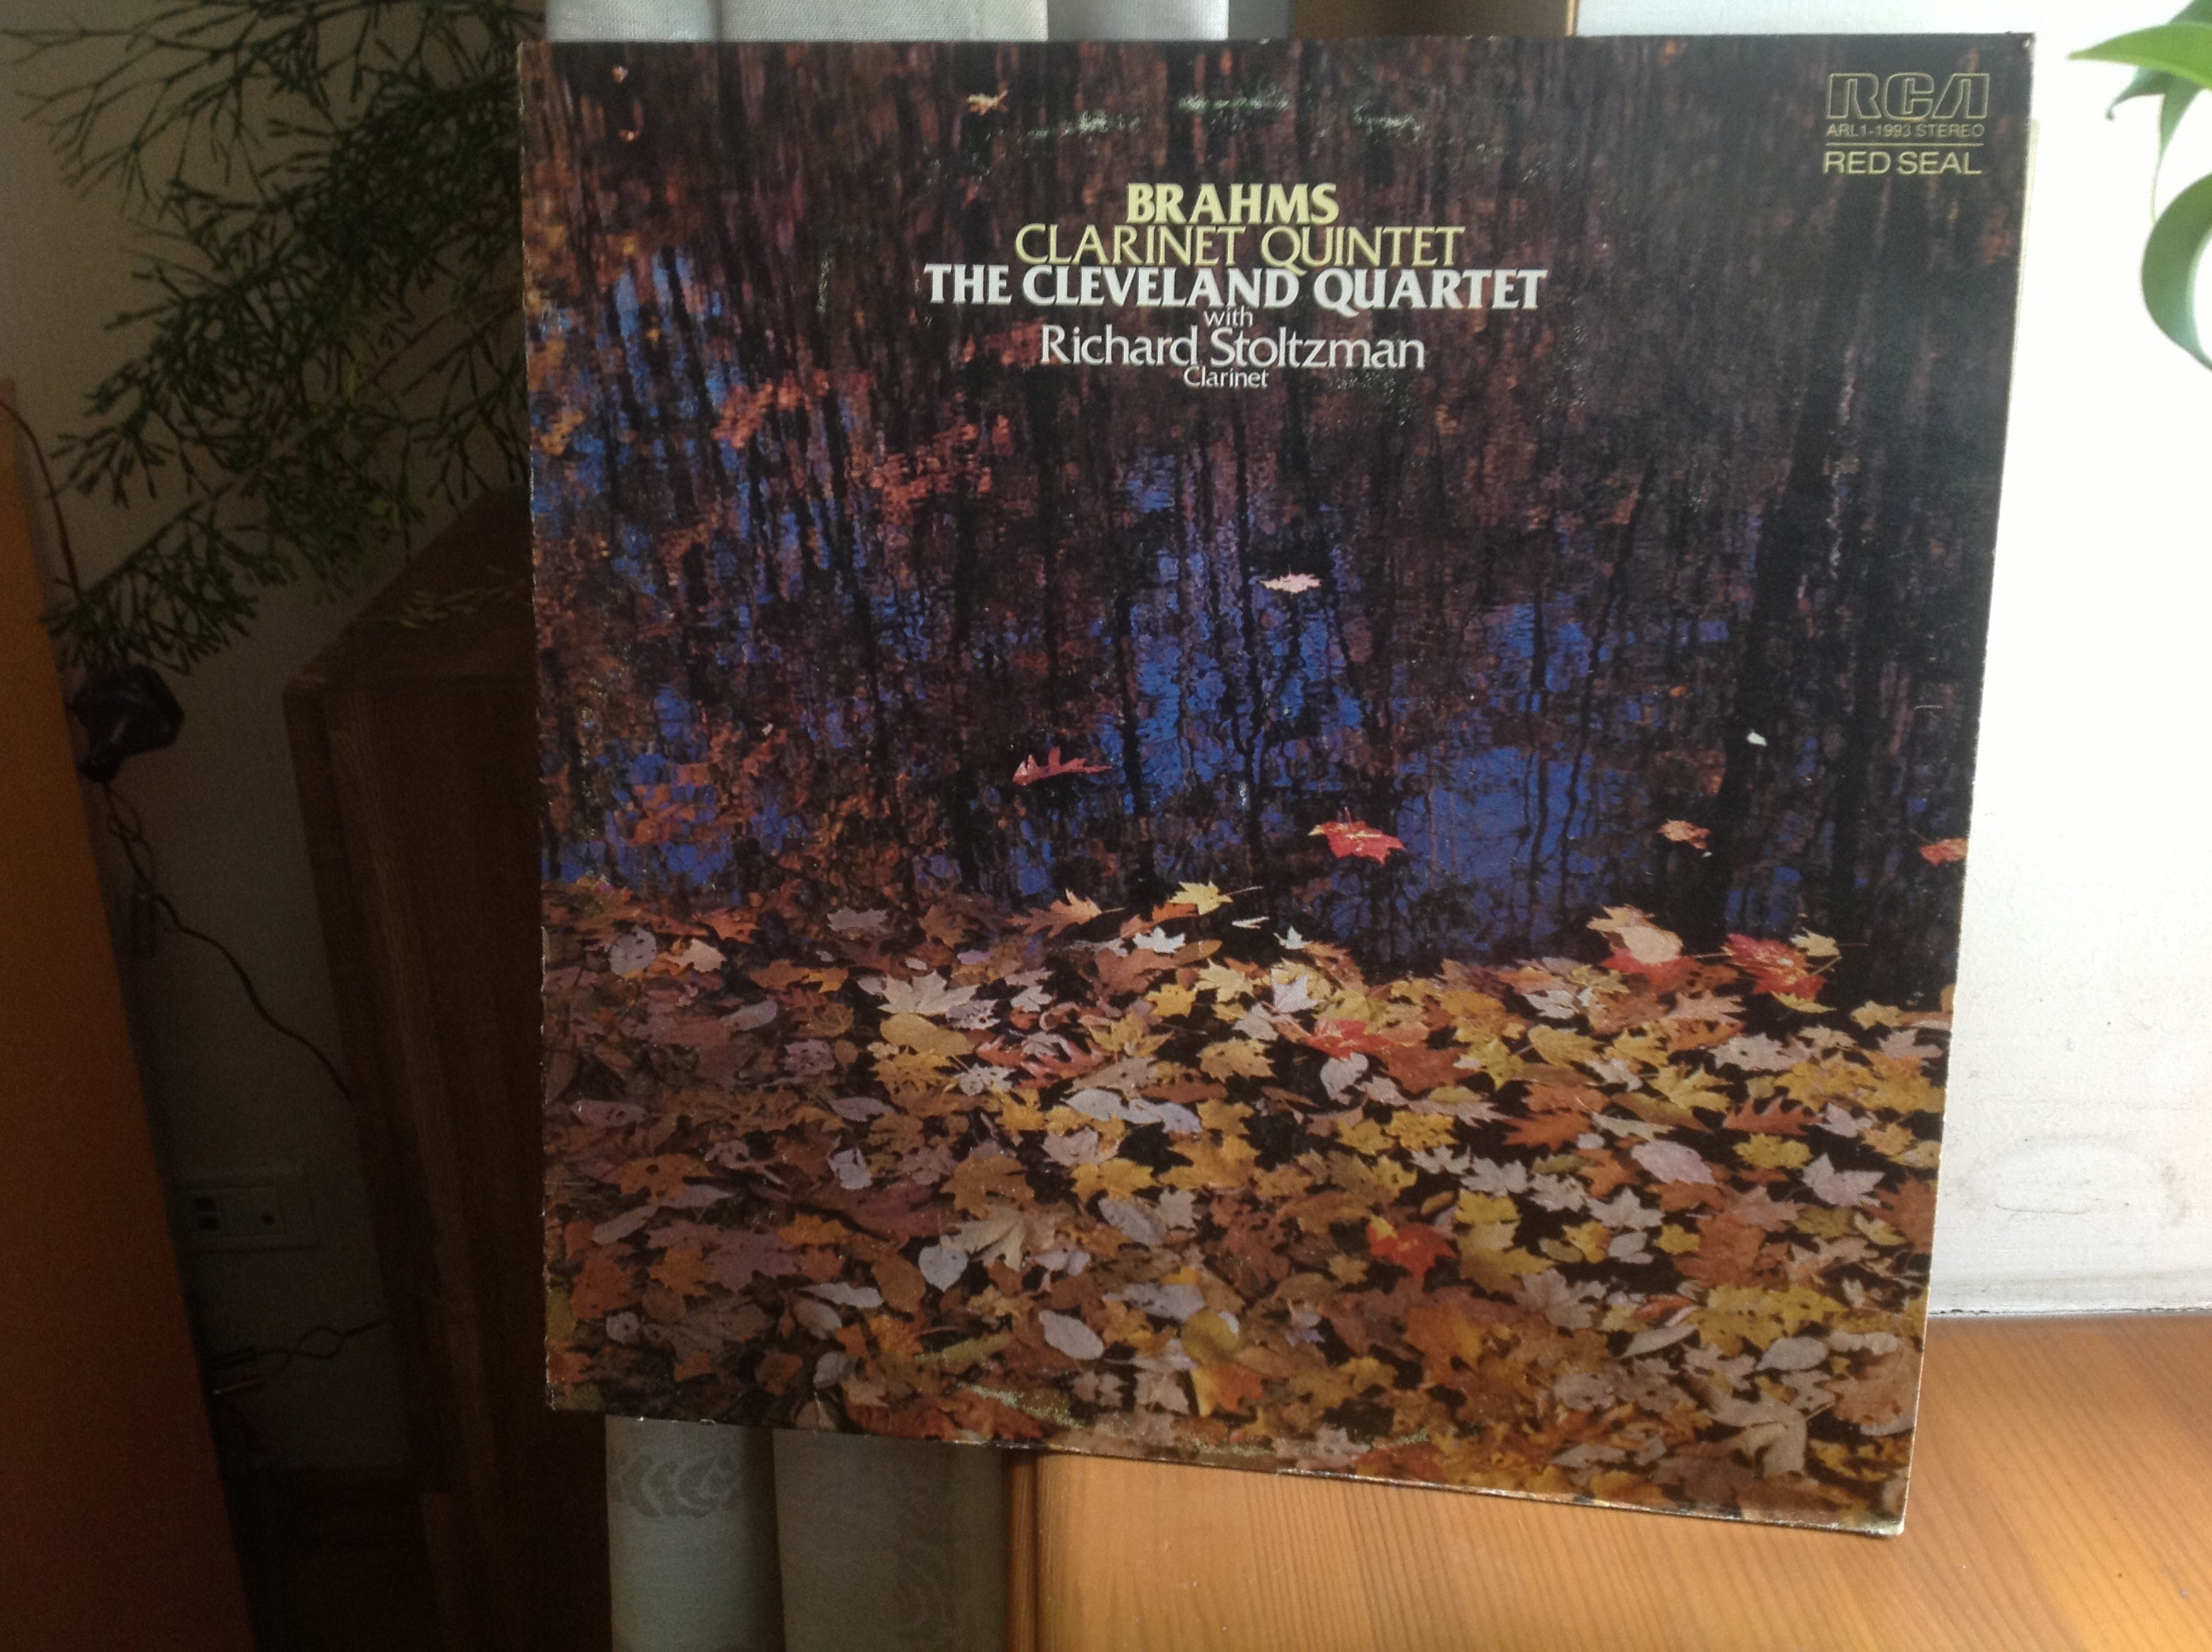 RCA
ARL1-1993 STEREO
RED SEAL
BRAHMS
CLARINET QUINTET
THE CLEVELAND QUARTET
with
Richard Stoltzman
Clarinet